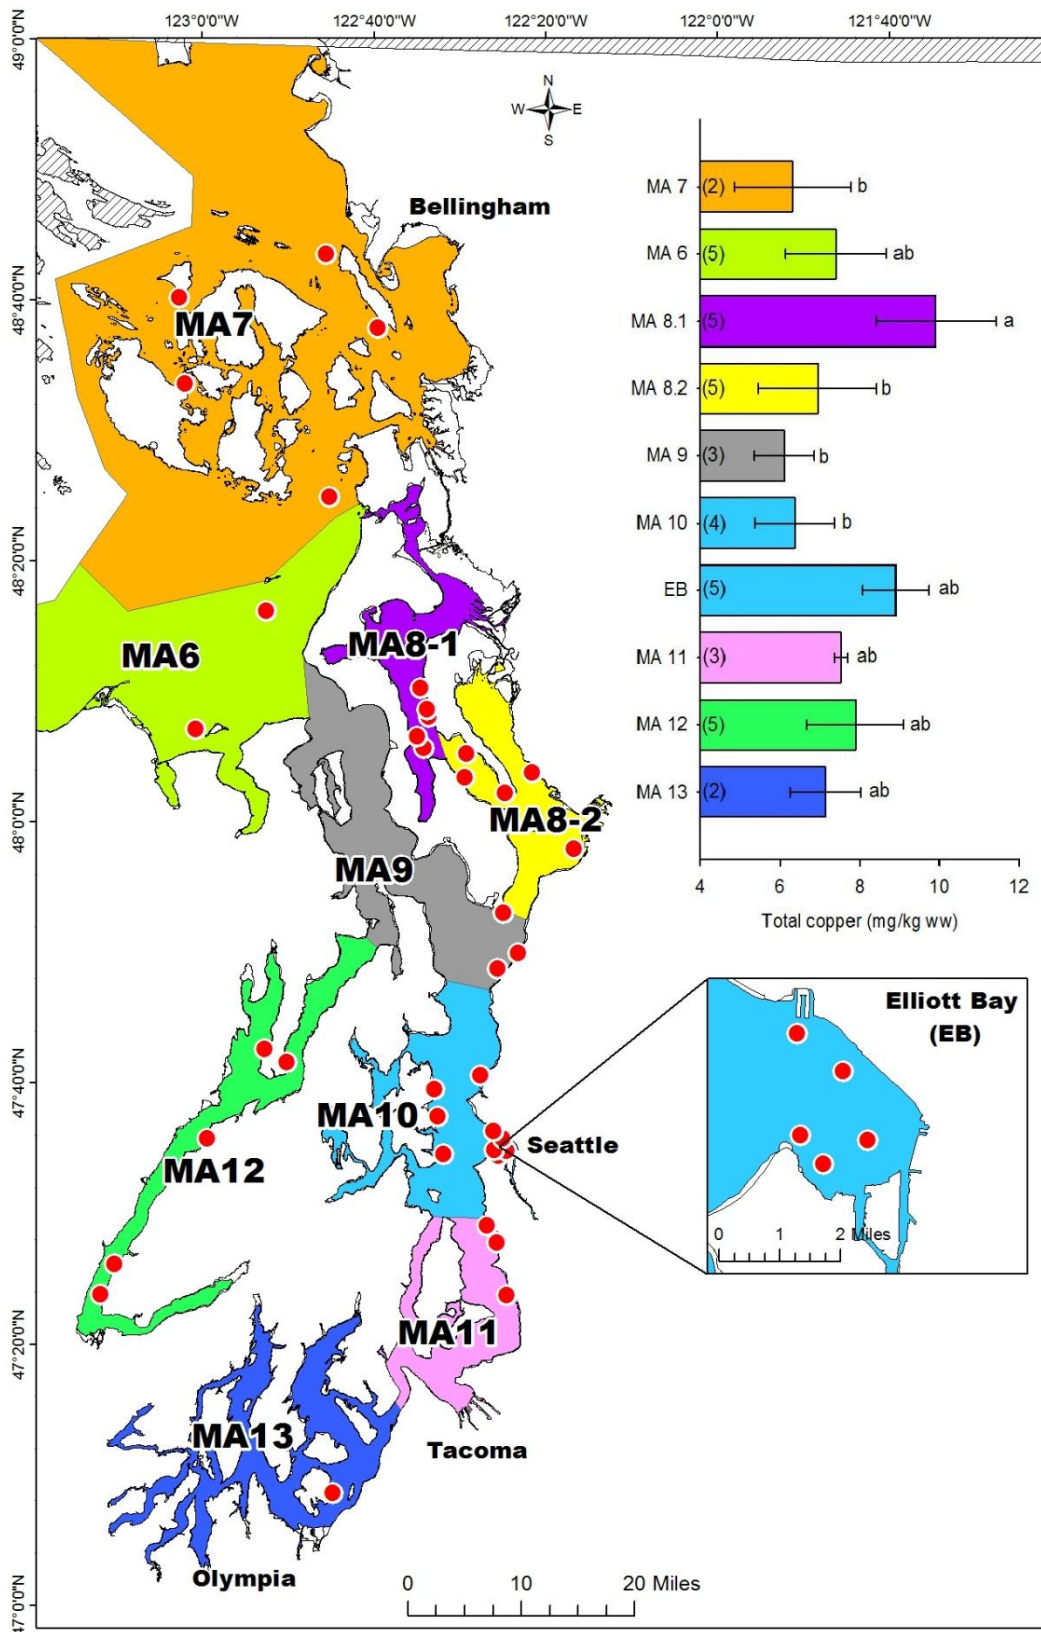 123°0'0"W
122°40'0"W
122°20'0"W
122°0'0"W
121°40'0"W
49°0'0"N
48°40'0"N
48°20'0"N
48°0'0"N
47°40'0"N
47°20'0"N
47°0'0"N
N
W E
S
Bellingham
MA7
MA6
MA8-1
MA8-2
MA9
MA10
Seattle
MA12
MA11
MA13
Tacoma
Olympia
0 10 20 Miles
MA 7 (2) b
MA 6 (5) ab
MA 8.1 (5) a
MA 8.2 (5) b
MA 9 (3) b
MA 10 (4) b
EB (5) ab
MA 11 (3) ab
MA 12 (5) ab
MA 13 (2) ab
4 6 8 10 12
Total copper (mg/kg ww)
Elliott Bay
(EB)
0 1 2 Miles